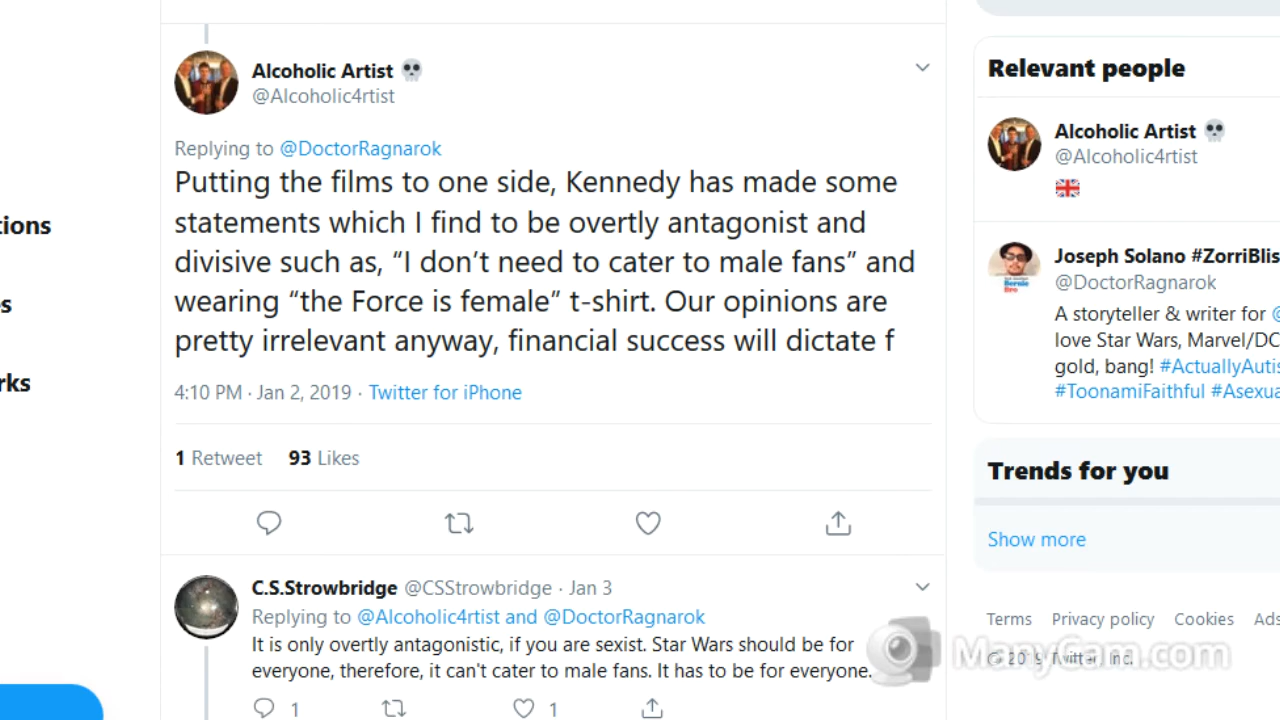 Alcoholic Artist 💀
@Alcoholic4rtist
Replying to @DoctorRagnarok
Putting the films to one side, Kennedy has made some
statements which I find to be overtly antagonist and
divisive such as, “I don’t need to cater to male fans” and
wearing “the Force is female” t-shirt. Our opinions are
pretty irrelevant anyway, financial success will dictate f
4:10 PM · Jan 2, 2019 · Twitter for iPhone
1 Retweet 93 Likes
C.S.Strowbridge @CSStrowbridge · Jan 3
Replying to @Alcoholic4rtist and @DoctorRagnarok
It is only overtly antagonistic, if you are sexist. Star Wars should be for
everyone, therefore, it can't cater to male fans. It has to be for everyone.
1 1
tions
s
rks
Relevant people
Alcoholic Artist 💀
@Alcoholic4rtist
🇬🇧
Joseph Solano #ZorriBlis
@DoctorRagnarok
A storyteller & writer for @
love Star Wars, Marvel/DC
gold, bang! #ActuallyAutis
#ToonamiFaithful #Asexua
Trends for you
Show more
Terms Privacy policy Cookies Ads
© 2019 Twitter, Inc.
ManyCam.com